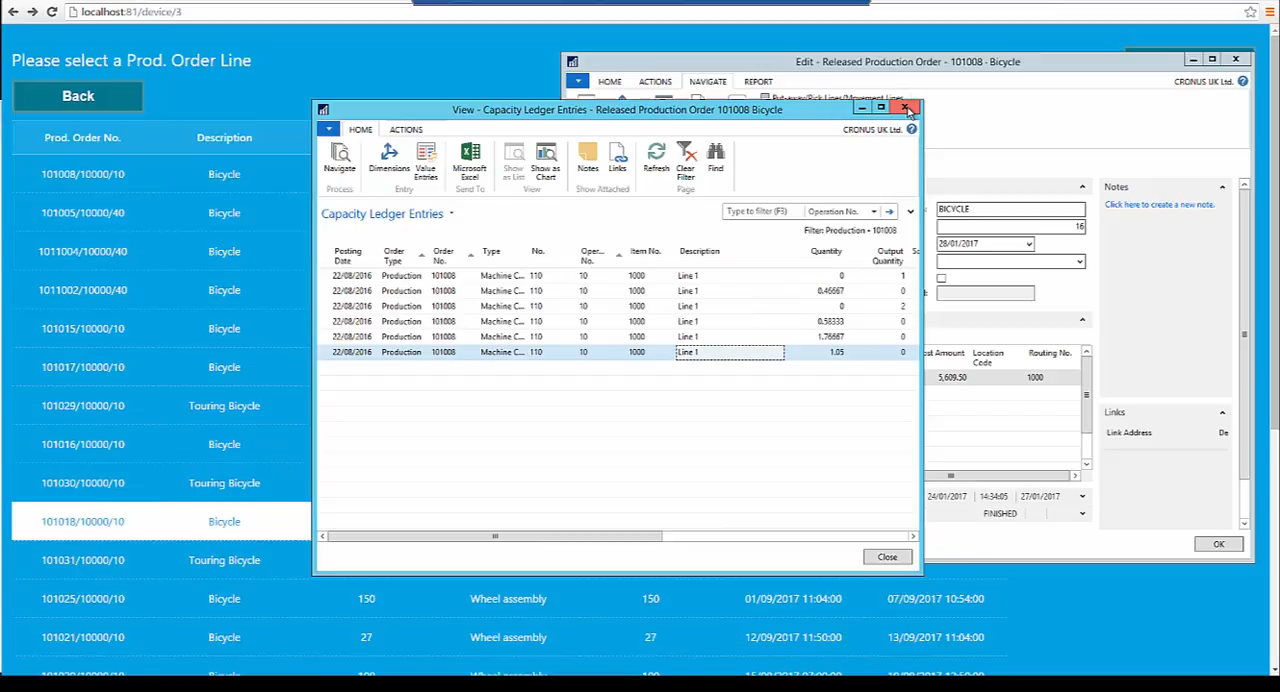 localhost:81/device/3
Please select a Prod. Order Line
Back
Prod. Order No. Description
101008/10000/10 Bicycle
101005/10000/40 Bicycle
1011004/10000/40 Bicycle
1011002/10000/40 Bicycle
101015/10000/10 Bicycle
101017/10000/10 Bicycle
101029/10000/10 Touring Bicycle
101016/10000/10 Bicycle
101030/10000/10 Touring Bicycle
101018/10000/10 Bicycle
101031/10000/10 Touring Bicycle
101025/10000/10 Bicycle 150 Wheel assembly 150 01/09/2017 11:04:00 07/09/2017 10:54:00
101021/10000/10 Bicycle 27 Wheel assembly 27 12/09/2017 11:50:00 13/09/2017 11:04:00
Edit - Released Production Order - 101008 · Bicycle
HOME ACTIONS NAVIGATE REPORT CRONUS UK Ltd.
Put-away/Pick Lines/Movement Lines
View - Capacity Ledger Entries - Released Production Order 101008 Bicycle
HOME ACTIONS CRONUS UK Ltd.
Navigate Dimensions Value Entries Microsoft Excel Show as List Show as Chart Notes Links Refresh Clear Filter Find
Process Entry Send To View Show Attached Page
Capacity Ledger Entries Type to filter (F3) Operation No.
Filter: Production • 101008
Posting Date Order Type Order No. Type No. Oper... No. Item No. Description Quantity Output Quantity Sc
22/08/2016 Production 101008 Machine C... 110 10 1000 Line 1 0 1
22/08/2016 Production 101008 Machine C... 110 10 1000 Line 1 0.46667 0
22/08/2016 Production 101008 Machine C... 110 10 1000 Line 1 0 2
22/08/2016 Production 101008 Machine C... 110 10 1000 Line 1 0.58333 0
22/08/2016 Production 101008 Machine C... 110 10 1000 Line 1 1.76667 0
22/08/2016 Production 101008 Machine C... 110 10 1000 Line 1 1.05 0
Close
BICYCLE
16
28/01/2017
ost Amount Location Code Routing No.
5,609.50 1000
24/01/2017 14:34:05 27/01/2017
FINISHED
Notes
Click here to create a new note.
Links
Link Address De
OK